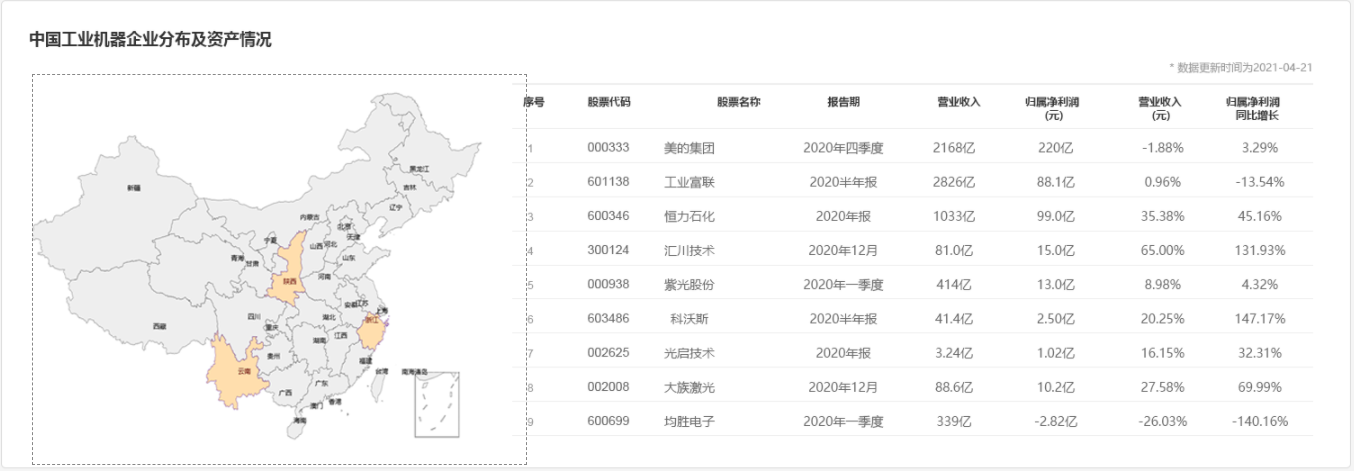 中国工业机器企业分布及资产情况
* 数据更新时间为2021-04-21
序号 股票代码 股票名称 报告期 营业收入 归属净利润(元) 营业收入(元) 归属净利润同比增长
1 000333 美的集团 2020年四季度 2168亿 220亿 -1.88% 3.29%
2 601138 工业富联 2020半年报 2826亿 88.1亿 0.96% -13.54%
3 600346 恒力石化 2020年报 1033亿 99.0亿 35.38% 45.16%
4 300124 汇川技术 2020年12月 81.0亿 15.0亿 65.00% 131.93%
5 000938 紫光股份 2020年一季度 414亿 13.0亿 8.98% 4.32%
6 603486 科沃斯 2020半年报 41.4亿 2.50亿 20.25% 147.17%
7 002625 光启技术 2020年报 3.24亿 1.02亿 16.15% 32.31%
8 002008 大族激光 2020年12月 88.6亿 10.2亿 27.58% 69.99%
9 600699 均胜电子 2020年一季度 339亿 -2.82亿 -26.03% -140.16%
黑龙江
吉林
新疆
辽宁
内蒙古
北京
天津
宁夏
山西
河北
青海
甘肃
山东
陕西
河南
安徽
江苏
上海
四川
湖北
浙江
西藏
重庆
湖南
江西
贵州
福建
云南
台湾
南海诸岛
广西
广东
香港
澳门
海南